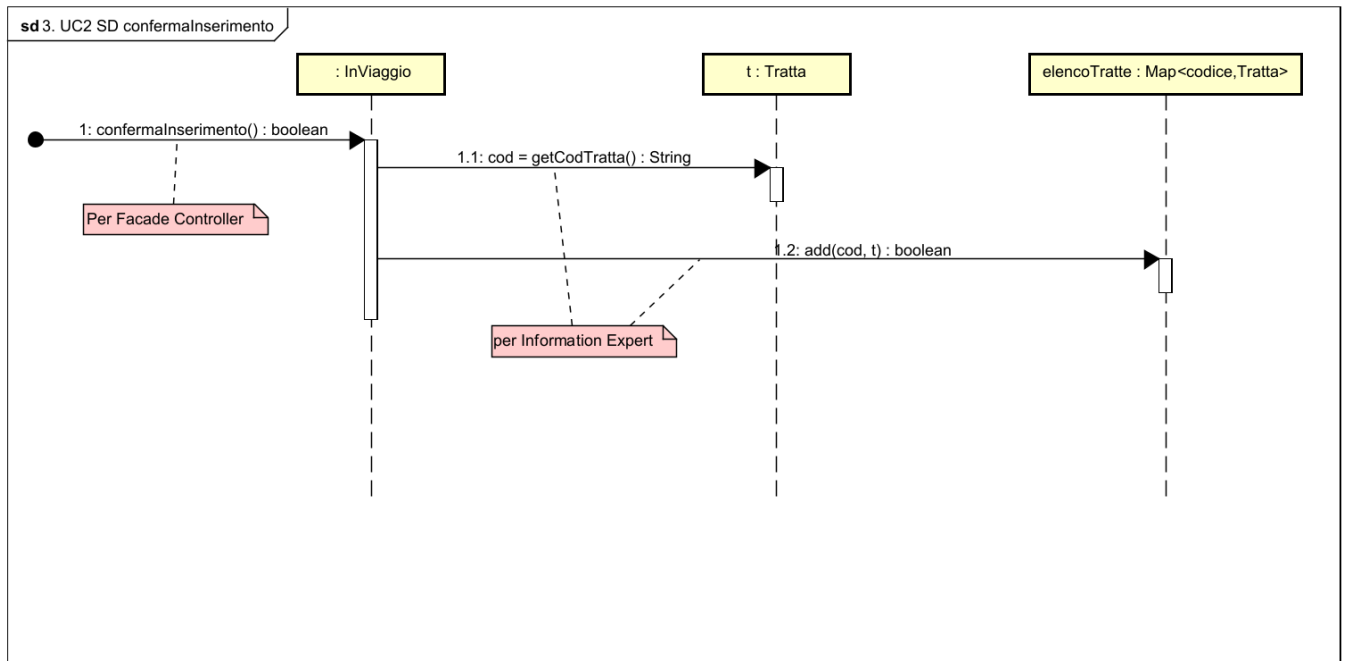 sd 3. UC2 SD confermaInserimento
: InViaggio
t : Tratta
elencoTratte : Map<codice,Tratta>
1: confermaInserimento() : boolean
1.1: cod = getCodTratta() : String
Per Facade Controller
1.2: add(cod, t) : boolean
per Information Expert